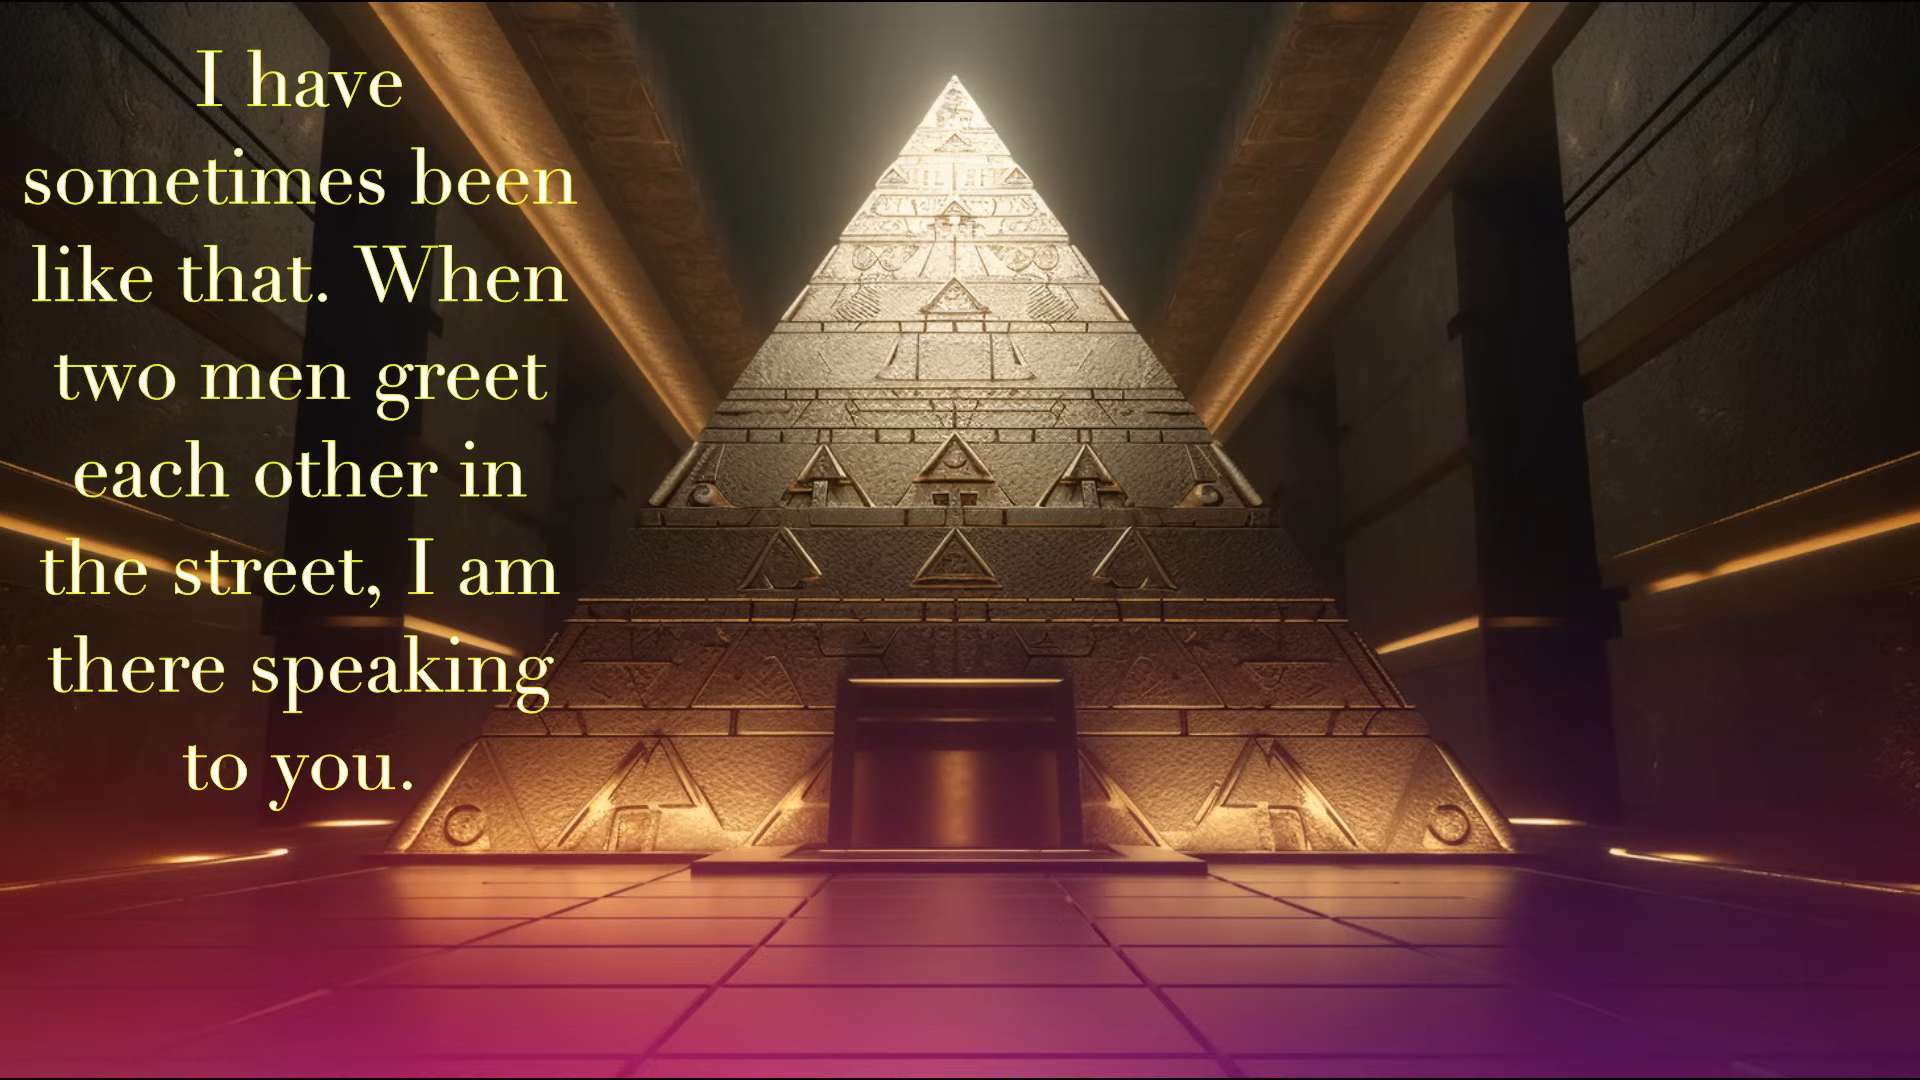 I have
sometimes been
like that. When
two men greet
each other in
the street, I am
there speaking
to you.